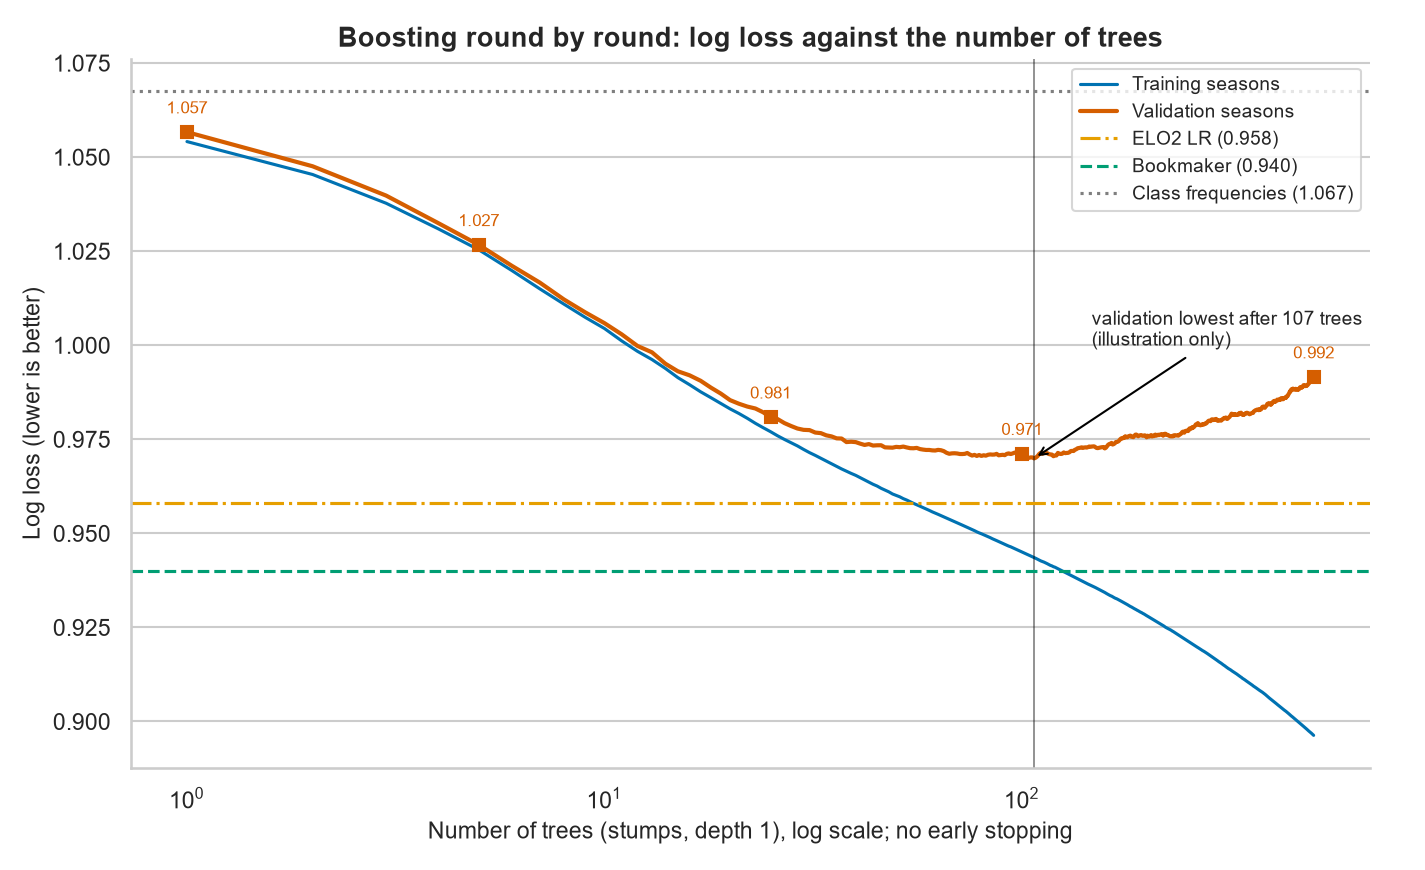 Boosting round by round: log loss against the number of trees
1.075
1.050
1.025
1.000
0.975
0.950
0.925
0.900
Log loss (lower is better)
Training seasons
Validation seasons
ELO2 LR (0.958)
Bookmaker (0.940)
Class frequencies (1.067)
1.057
1.027
0.981
0.971
0.992
validation lowest after 107 trees
(illustration only)
10⁰
10¹
10²
Number of trees (stumps, depth 1), log scale; no early stopping